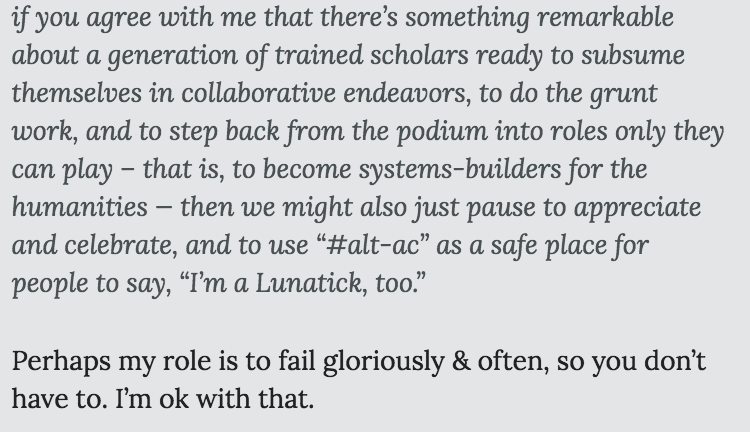 if you agree with me that there’s something remarkable
about a generation of trained scholars ready to subsume
themselves in collaborative endeavors, to do the grunt
work, and to step back from the podium into roles only they
can play – that is, to become systems-builders for the
humanities — then we might also just pause to appreciate
and celebrate, and to use “#alt-ac” as a safe place for
people to say, “I’m a Lunatick, too.”
Perhaps my role is to fail gloriously & often, so you don’t
have to. I’m ok with that.